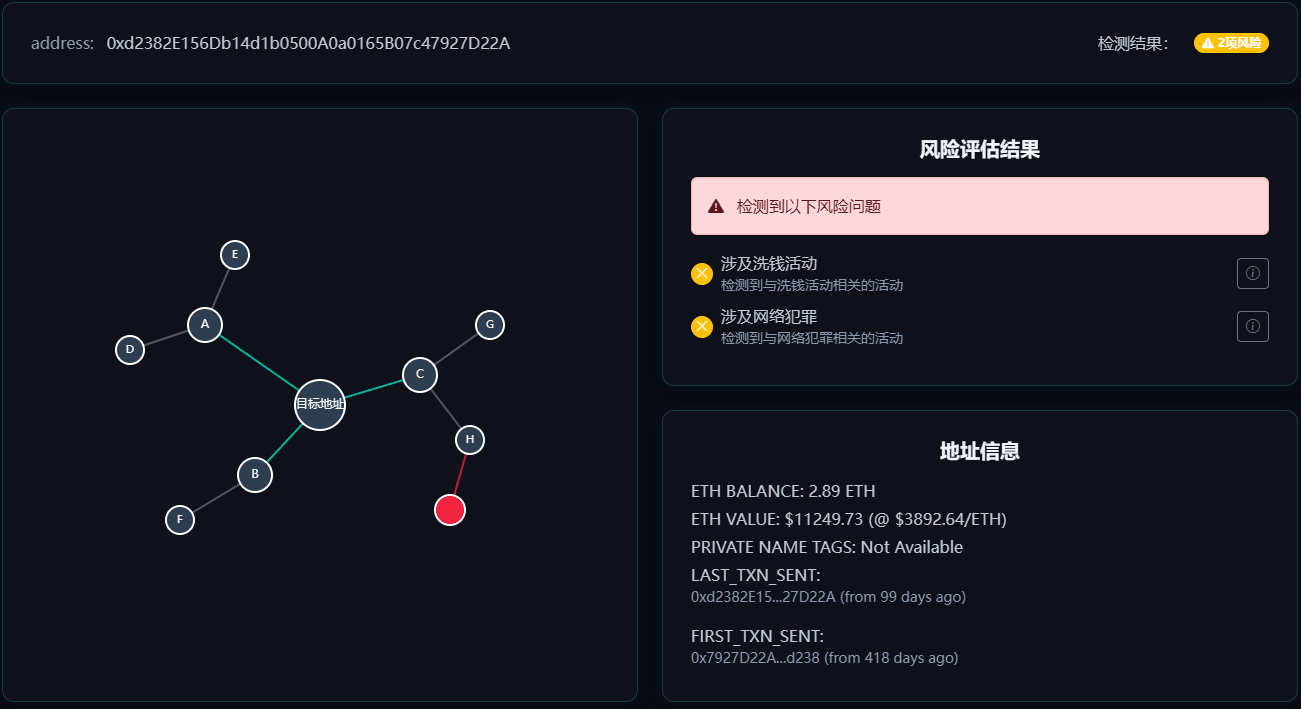 address: 0xd2382E156Db14d1b0500A0a0165B07c47927D22A
检测结果：
2项风险
E
A
D
G
C
目标地址
H
B
F
风险评估结果
检测到以下风险问题
涉及洗钱活动
检测到与洗钱活动相关的活动
涉及网络犯罪
检测到与网络犯罪相关的活动
地址信息
ETH BALANCE: 2.89 ETH
ETH VALUE: $11249.73 (@ $3892.64/ETH)
PRIVATE NAME TAGS: Not Available
LAST_TXN_SENT:
0xd2382E15...27D22A (from 99 days ago)
FIRST_TXN_SENT:
0x7927D22A...d238 (from 418 days ago)